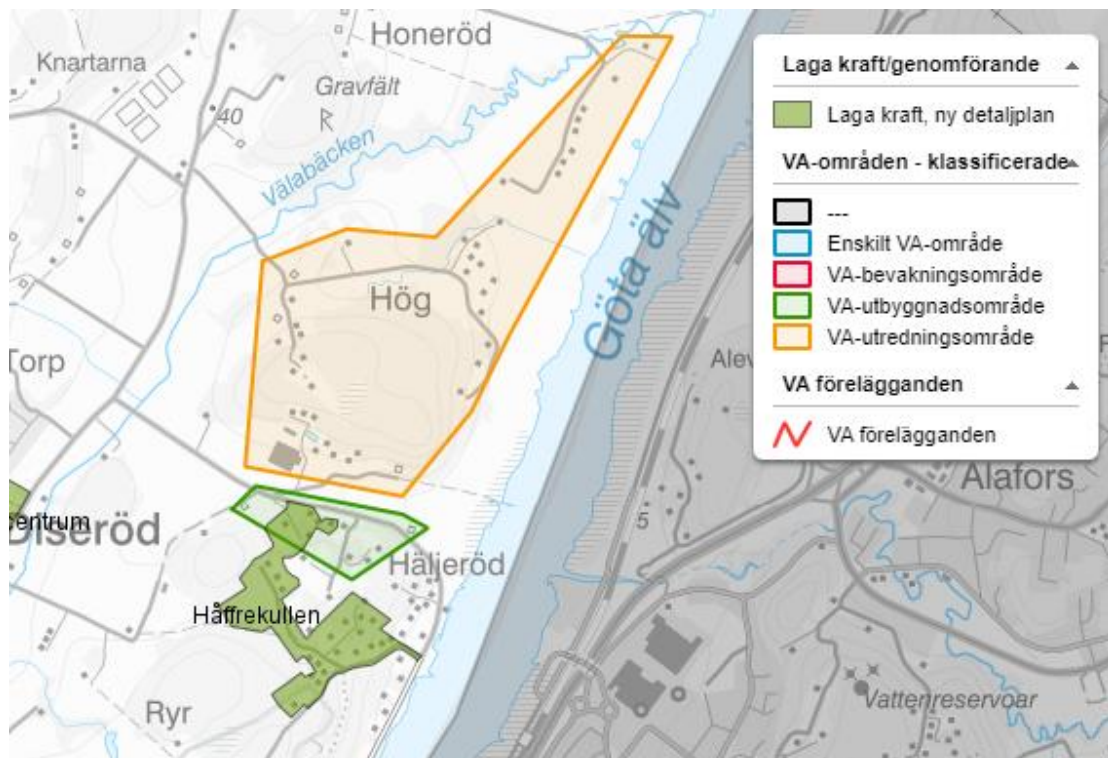 Honeröd
Knartarna
Gravfält
R
40
Välabäcken
Göta älv
Hög
Torp
centrum
Diseröd
Häljeröd
Håffrekullen
Ryr
5
Alafors
Vattenreservoar
Laga kraft/genomförande
Laga kraft, ny detaljplan
VA-områden - klassificerade
---
Enskilt VA-område
VA-bevakningsområde
VA-utbyggnadsområde
VA-utredningsområde
VA förelägganden
VA förelägganden